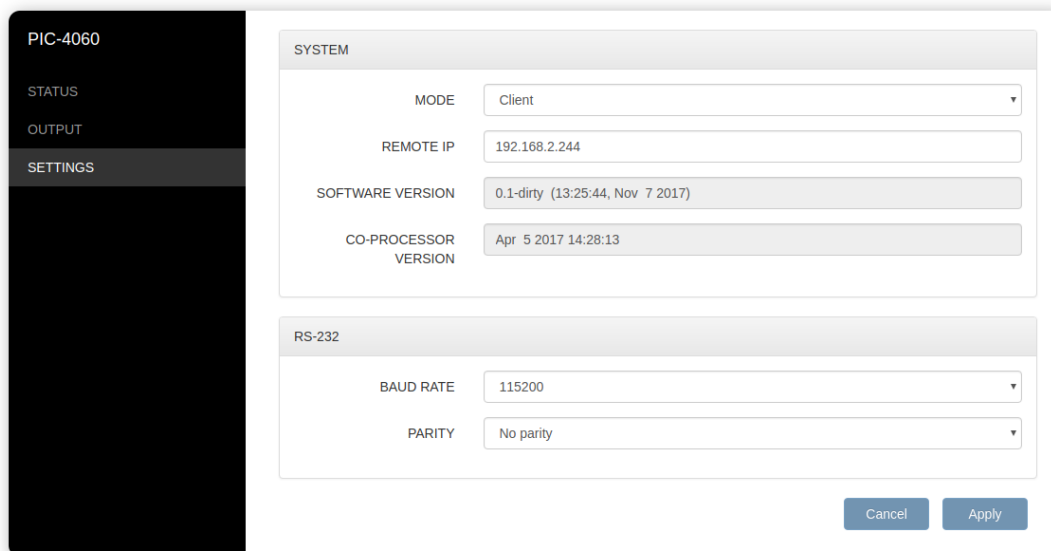 PIC-4060
STATUS
OUTPUT
SETTINGS
SYSTEM
MODE Client
REMOTE IP 192.168.2.244
SOFTWARE VERSION 0.1-dirty (13:25:44, Nov 7 2017)
CO-PROCESSOR VERSION Apr 5 2017 14:28:13
RS-232
BAUD RATE 115200
PARITY No parity
Cancel Apply